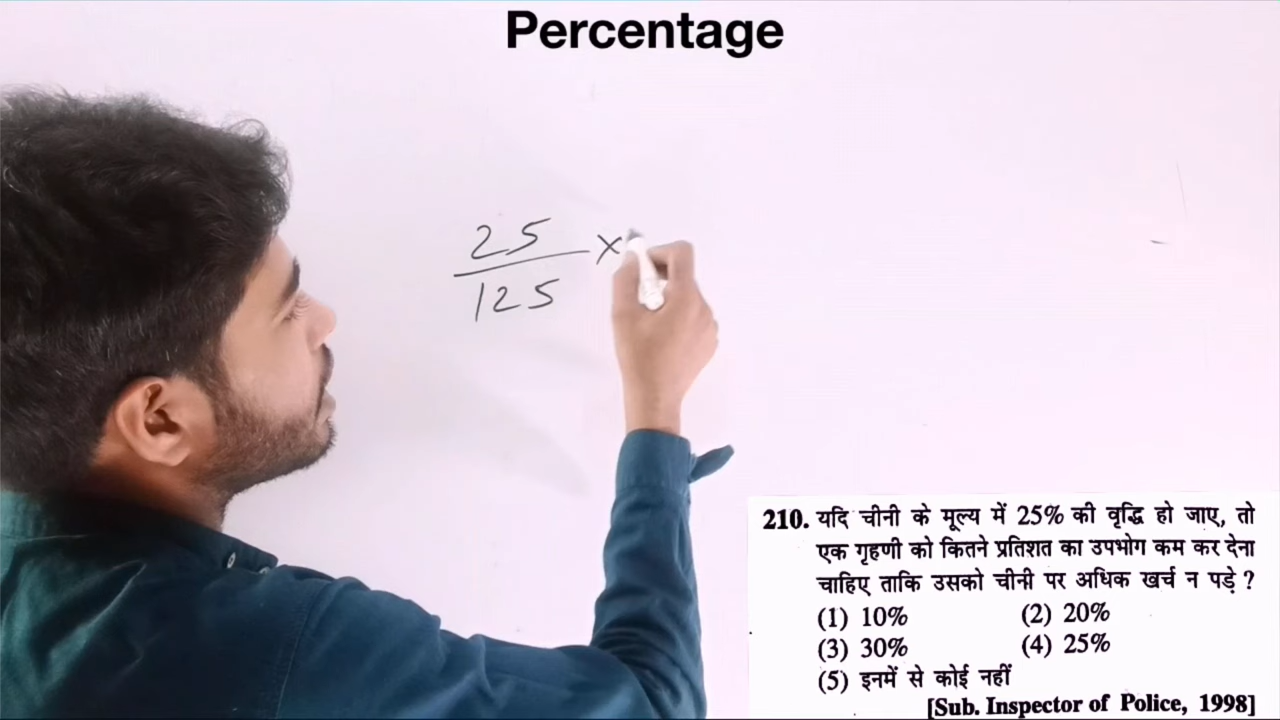 Percentage
25 ×
125
210. यदि चीनी के मूल्य में 25% की वृद्धि हो जाए, तो
एक गृहणी को कितने प्रतिशत का उपभोग कम कर देना
चाहिए ताकि उसको चीनी पर अधिक खर्च न पड़े ?
(1) 10% (2) 20%
(3) 30% (4) 25%
(5) इनमें से कोई नहीं
[Sub. Inspector of Police, 1998]